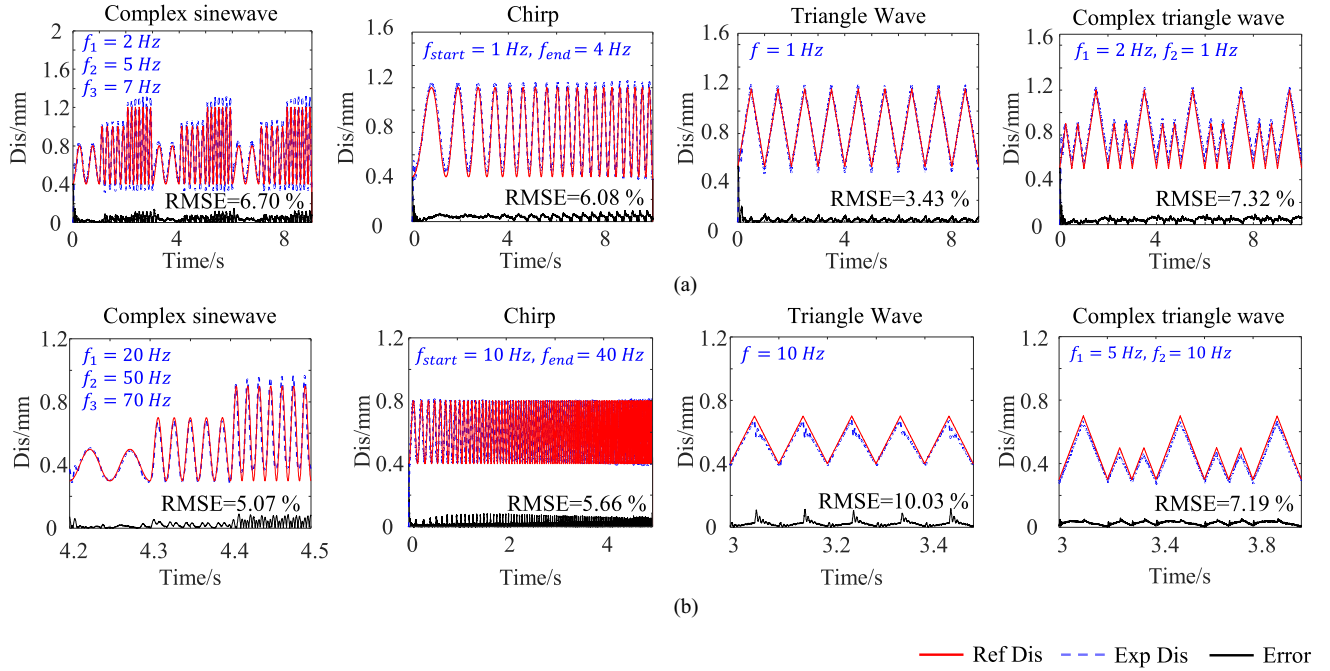 Complex sinewave
2
1.6
1.2
0.8
0.4
0
Dis/mm
f₁ = 2 Hz
f₂ = 5 Hz
f₃ = 7 Hz
RMSE=6.70 %
0 4 8
Time/s
Chirp
1.6
1.2
0.8
0.4
0
Dis/mm
f_start = 1 Hz, f_end = 4 Hz
RMSE=6.08 %
0 4 8
Time/s
Triangle Wave
1.6
1.2
0.8
0.4
0
Dis/mm
f = 1 Hz
RMSE=3.43 %
0 4 8
Time/s
Complex triangle wave
1.6
1.2
0.8
0.4
0
Dis/mm
f₁ = 2 Hz, f₂ = 1 Hz
RMSE=7.32 %
0 4 8
Time/s
(a)
Complex sinewave
1.2
0.8
0.4
0
Dis/mm
f₁ = 20 Hz
f₂ = 50 Hz
f₃ = 70 Hz
RMSE=5.07 %
4.2 4.3 4.4 4.5
Time/s
Chirp
1.2
0.8
0.4
0
Dis/mm
f_start = 10 Hz, f_end = 40 Hz
RMSE=5.66 %
0 2 4
Time/s
Triangle Wave
1.2
0.8
0.4
0
Dis/mm
f = 10 Hz
RMSE=10.03 %
3 3.2 3.4
Time/s
Complex triangle wave
1.2
0.8
0.4
0
Dis/mm
f₁ = 5 Hz, f₂ = 10 Hz
RMSE=7.19 %
3 3.4 3.8
Time/s
(b)
Ref Dis Exp Dis Error